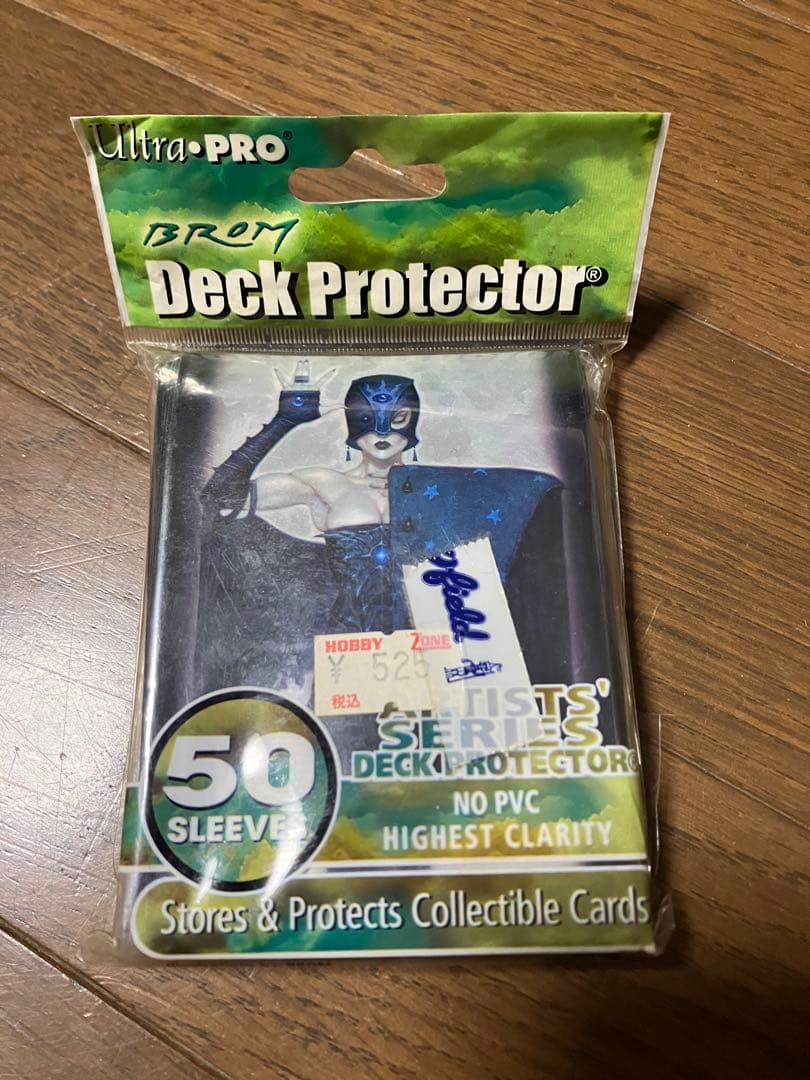 Ultra•PRO®
BROM
Deck Protector®
HOBBY ZONE
¥ 525
税込
ARTISTS'
SERIES
DECK PROTECTOR®
50
SLEEVES
NO PVC
HIGHEST CLARITY
Stores & Protects Collectible Cards